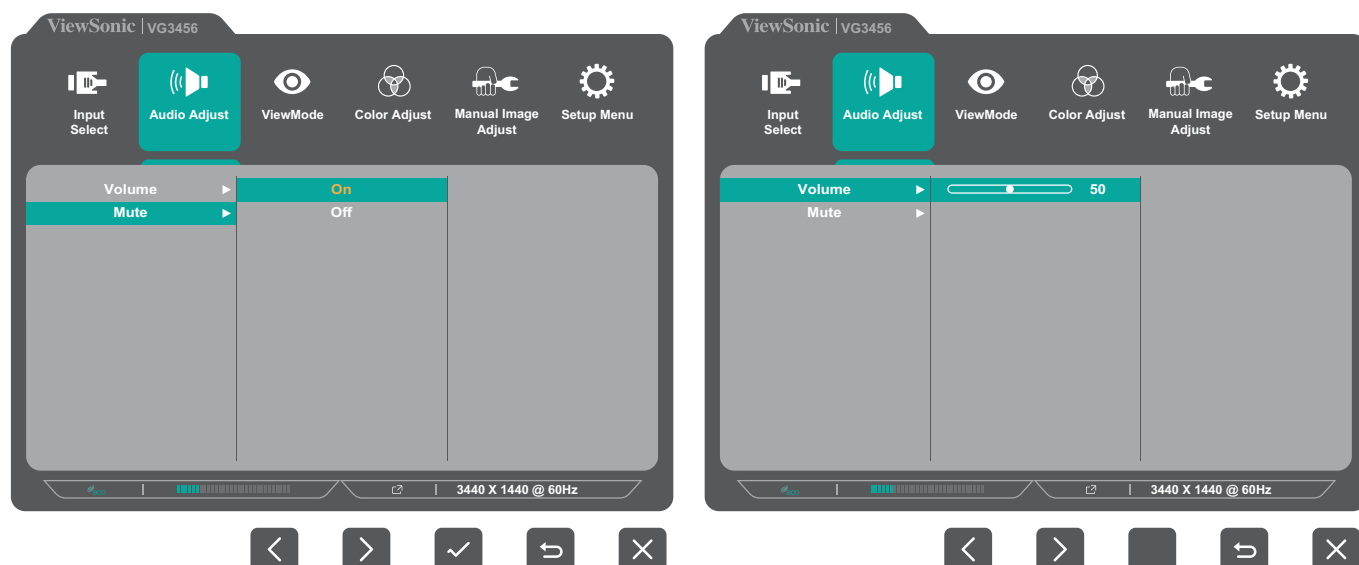 ViewSonic | VG3456
Input Select
Audio Adjust
ViewMode
Color Adjust
Manual Image Adjust
Setup Menu
Volume
On
Mute
Off
eco
3440 X 1440 @ 60Hz
ViewSonic | VG3456
Input Select
Audio Adjust
ViewMode
Color Adjust
Manual Image Adjust
Setup Menu
Volume
50
Mute
eco
3440 X 1440 @ 60Hz